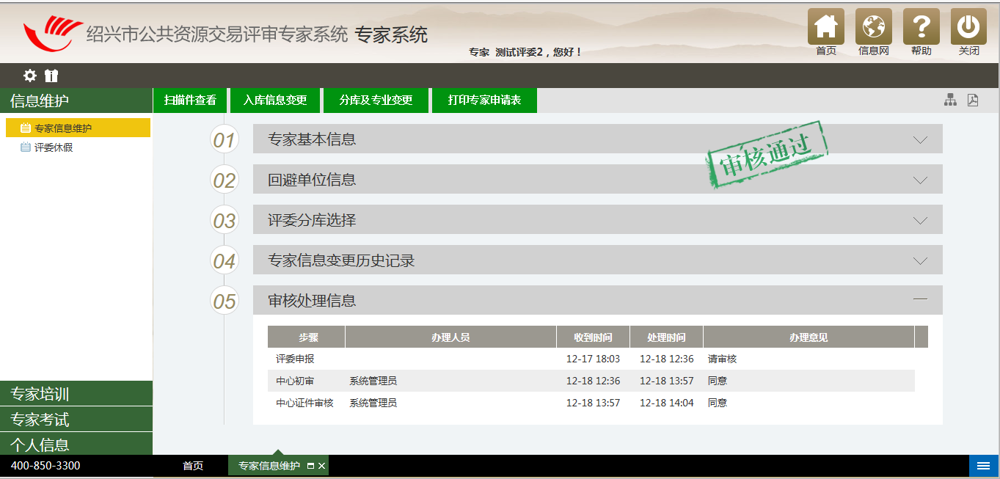 绍兴市公共资源交易评审专家系统 专家系统
专家 测试评委2，您好！
首页 信息网 帮助 关闭
信息维护
扫描件查看 入库信息变更 分库及专业变更 打印专家申请表
专家信息维护
评委休假
01 专家基本信息
审核通过
02 回避单位信息
03 评委分库选择
04 专家信息变更历史记录
05 审核处理信息
步骤 办理人员 收到时间 处理时间 办理意见
评委申报 12-17 18:03 12-18 12:36 请审核
中心初审 系统管理员 12-18 12:36 12-18 13:57 同意
中心证件审核 系统管理员 12-18 13:57 12-18 14:04 同意
专家培训
专家考试
个人信息
400-850-3300 首页 专家信息维护